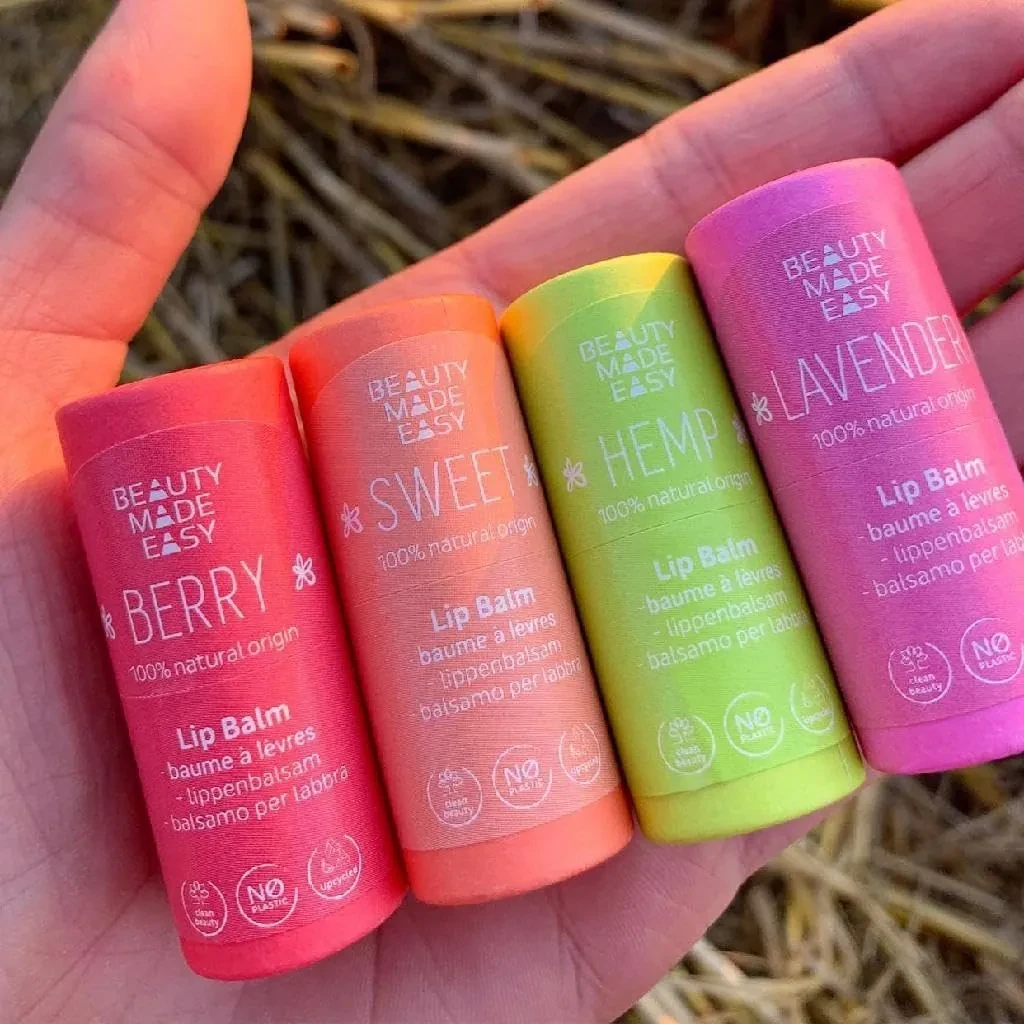 BEAUTY
MADE
EASY
BERRY
100% natural origin
Lip Balm
- baume à lèvres
- lippenbalsam
- balsamo per labbra
clean
beauty
NO
PLASTIC
upcycled
BEAUTY
MADE
EASY
SWEET
100% natural origin
Lip Balm
- baume à lèvres
- lippenbalsam
- balsamo per labbra
clean
beauty
NO
PLASTIC
BEAUTY
MADE
EASY
HEMP
100% natural origin
Lip Balm
- baume à lèvres
- lippenbalsam
- balsamo per labbra
clean
beauty
NO
PLASTIC
BEAUTY
MADE
EASY
LAVENDER
100% natural origin
Lip Balm
- baume à lèvres
- lippenbalsam
- balsamo per labbra
clean
beauty
NO
PLASTIC